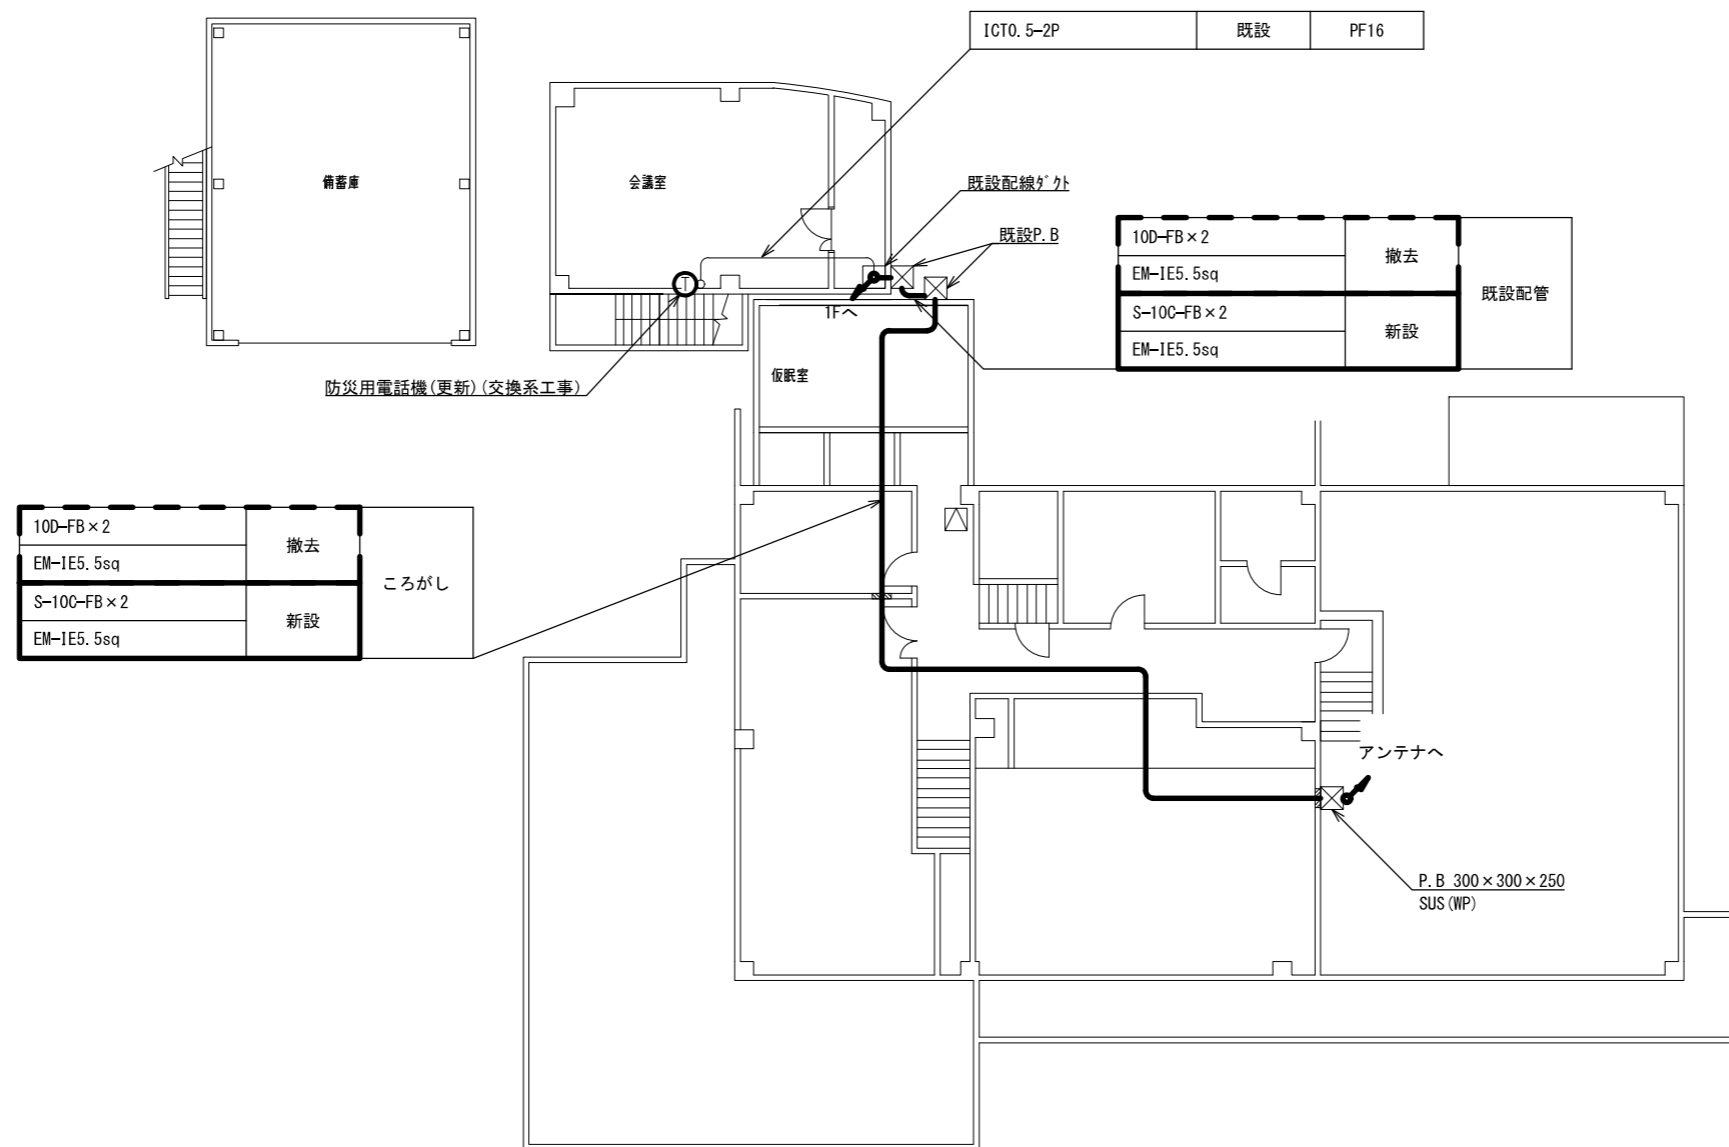 ICT0.5-2P 既設 PF16
備蓄庫
会議室
既設配線ダクト
既設P.B
10D-FB×2
撤去
EM-IE5.5sq
既設配管
S-10C-FB×2
新設
EM-IE5.5sq
1Fへ
T
仮眠室
防災用電話機(更新)(交換系工事)
10D-FB×2
撤去
EM-IE5.5sq
ころがし
S-10C-FB×2
新設
EM-IE5.5sq
アンテナへ
P.B 300×300×250
SUS(WP)